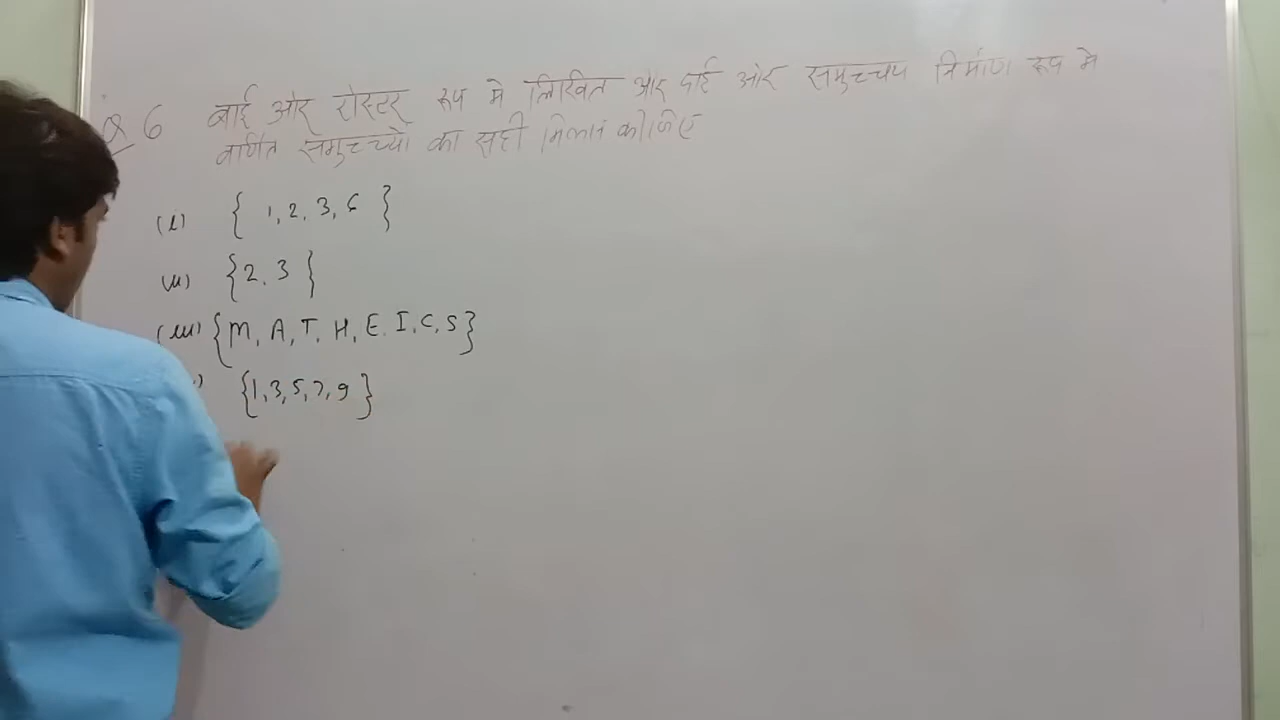 Q 6 बाई ओर रोस्टर रूप मे लिखित और दाई ओर समुच्चय निर्माण रूप मे
वर्णित समुच्चयो का सही मिलान कीजिए
(i) { 1, 2, 3, 6 }
(ii) {2, 3 }
(iii) {M, A, T, H, E, I, C, S}
) {1, 3, 5, 7, 9 }